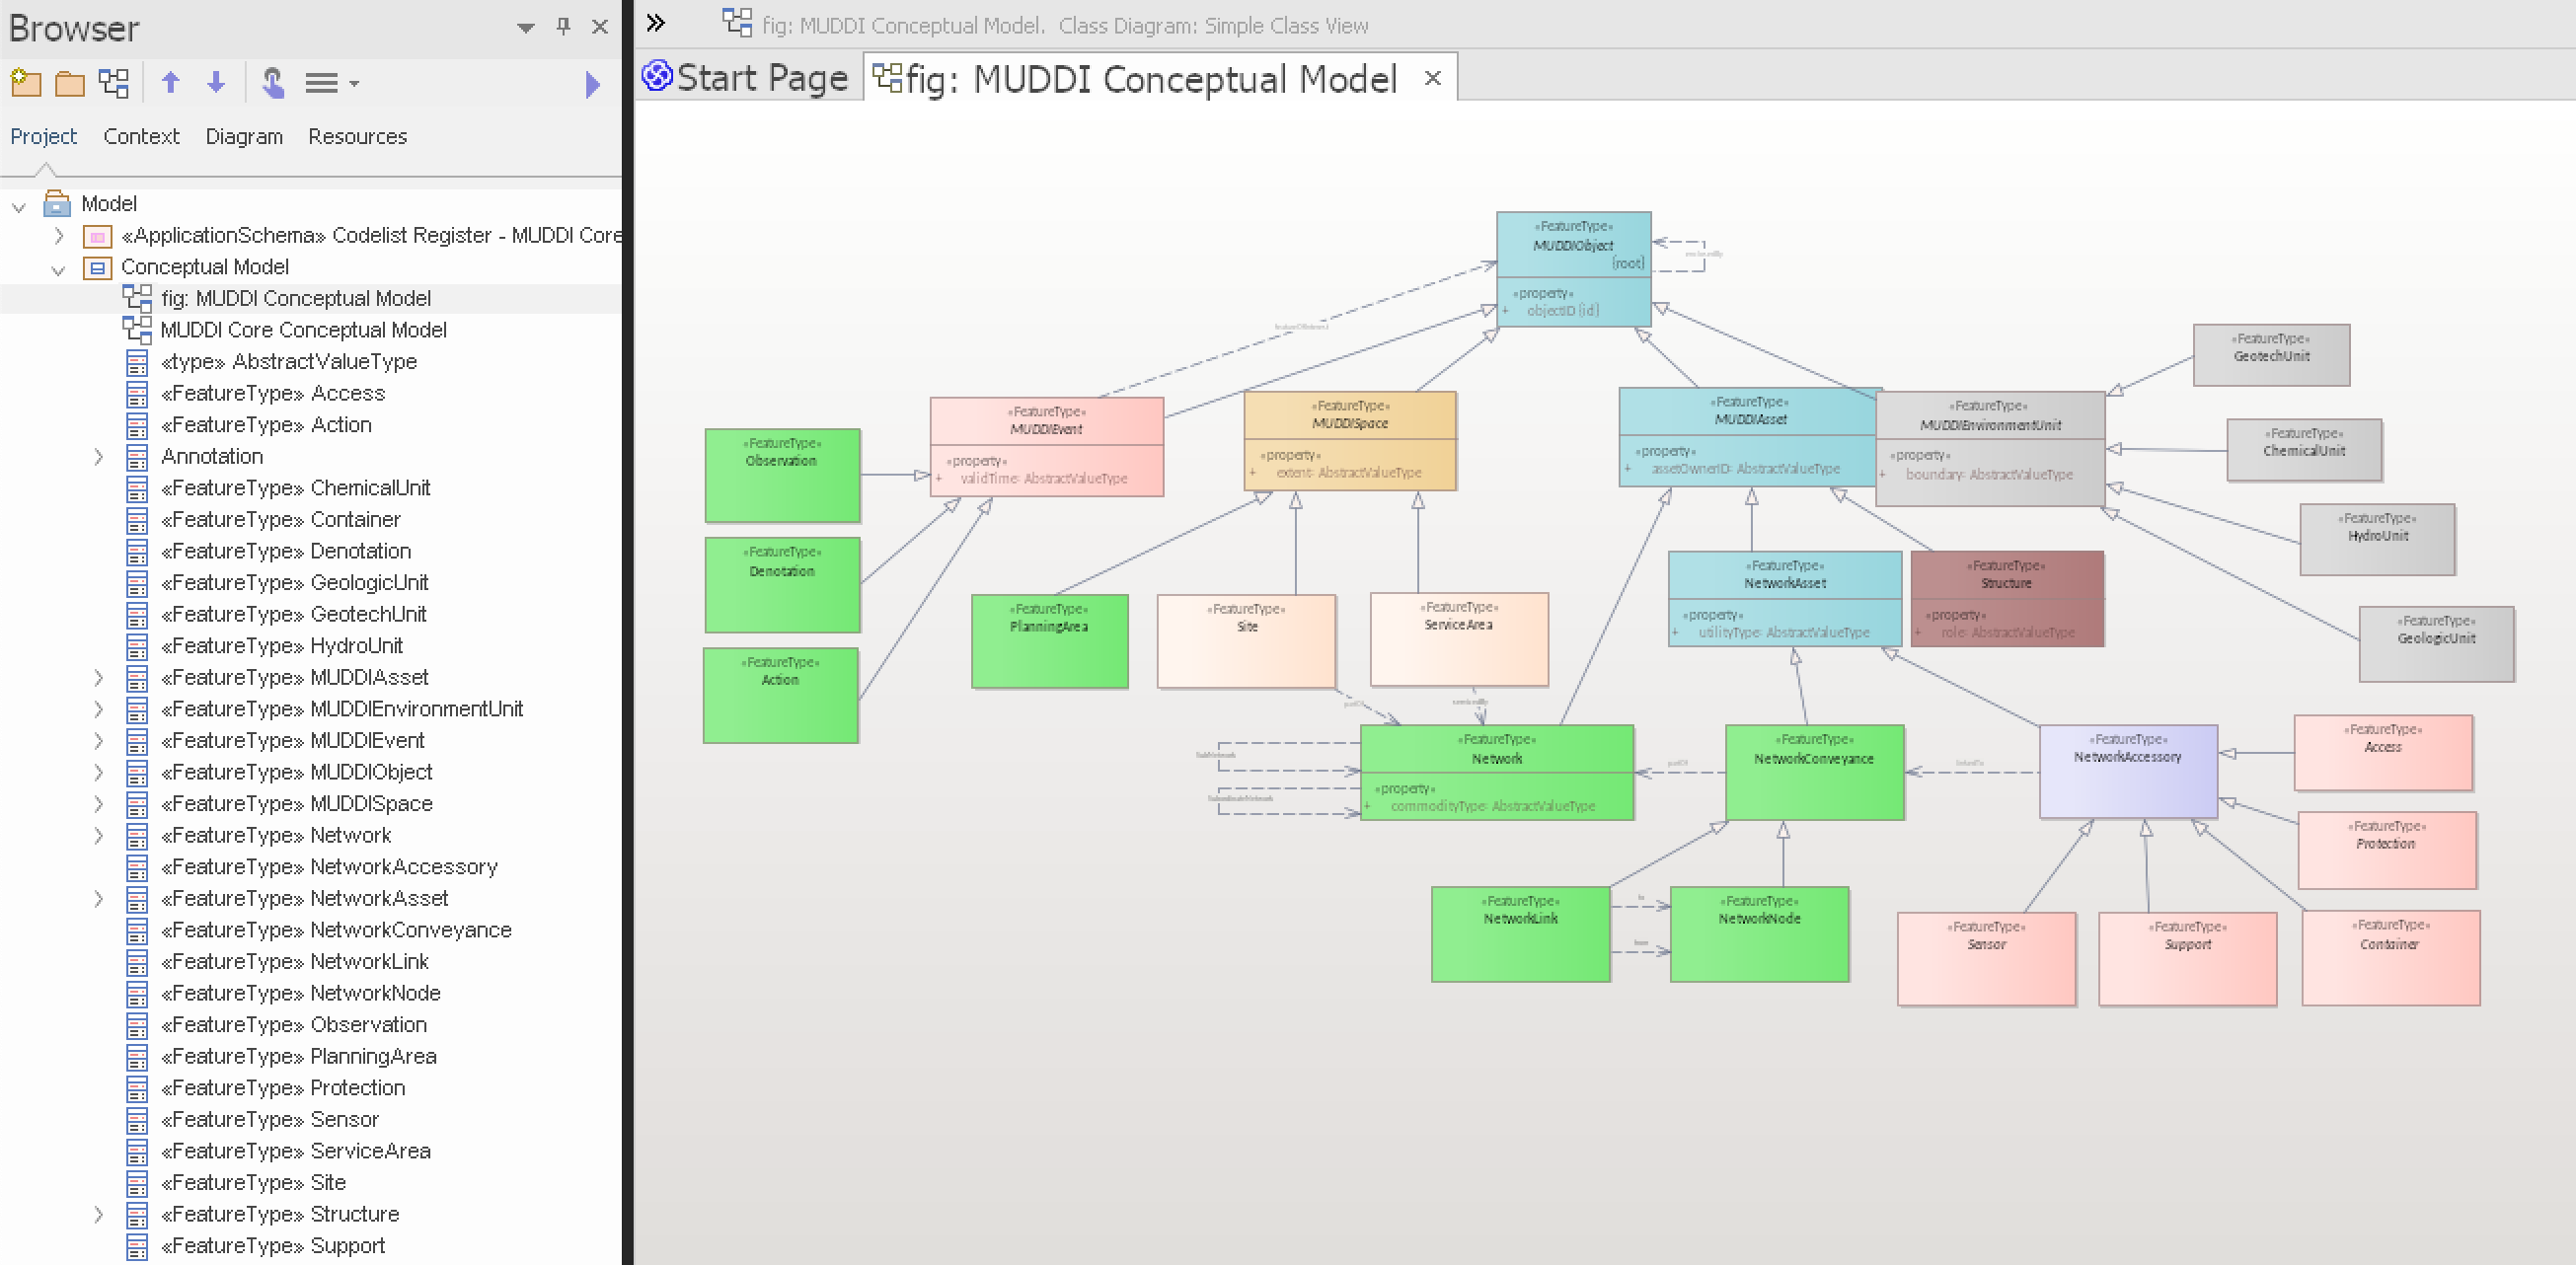 Browser
Project Context Diagram Resources
Model
«ApplicationSchema» Codelist Register - MUDDI Core
Conceptual Model
fig: MUDDI Conceptual Model
MUDDI Core Conceptual Model
«type» AbstractValueType
«FeatureType» Access
«FeatureType» Action
Annotation
«FeatureType» ChemicalUnit
«FeatureType» Container
«FeatureType» Denotation
«FeatureType» GeologicUnit
«FeatureType» GeotechUnit
«FeatureType» HydroUnit
«FeatureType» MUDDIAsset
«FeatureType» MUDDIEnvironmentUnit
«FeatureType» MUDDIEvent
«FeatureType» MUDDIObject
«FeatureType» MUDDISpace
«FeatureType» Network
«FeatureType» NetworkAccessory
«FeatureType» NetworkAsset
«FeatureType» NetworkConveyance
«FeatureType» NetworkLink
«FeatureType» NetworkNode
«FeatureType» Observation
«FeatureType» PlanningArea
«FeatureType» Protection
«FeatureType» Sensor
«FeatureType» ServiceArea
«FeatureType» Site
«FeatureType» Structure
«FeatureType» Support
fig: MUDDI Conceptual Model. Class Diagram: Simple Class View
Start Page
fig: MUDDI Conceptual Model
«FeatureType»
MUDDIObject
{root}
«property»
+ objectID {id}
«FeatureType»
GeotechUnit
«FeatureType»
MUDDIEvent
«property»
+ validTime: AbstractValueType
«FeatureType»
MUDDISpace
«property»
+ extent: AbstractValueType
«FeatureType»
MUDDIAsset
«property»
+ assetOwnerID: AbstractValueType
«FeatureType»
MUDDIEnvironmentUnit
«property»
+ boundary: AbstractValueType
«FeatureType»
ChemicalUnit
«FeatureType»
Observation
«FeatureType»
HydroUnit
«FeatureType»
Denotation
«FeatureType»
NetworkAsset
«property»
+ utilityType: AbstractValueType
«FeatureType»
Structure
«property»
+ role: AbstractValueType
«FeatureType»
PlanningArea
«FeatureType»
Site
«FeatureType»
ServiceArea
«FeatureType»
GeologicUnit
«FeatureType»
Action
«FeatureType»
Network
«property»
+ commodityType: AbstractValueType
«FeatureType»
NetworkConveyance
«FeatureType»
NetworkAccessory
«FeatureType»
Access
«FeatureType»
Protection
«FeatureType»
NetworkLink
«FeatureType»
NetworkNode
«FeatureType»
Sensor
«FeatureType»
Support
«FeatureType»
Container